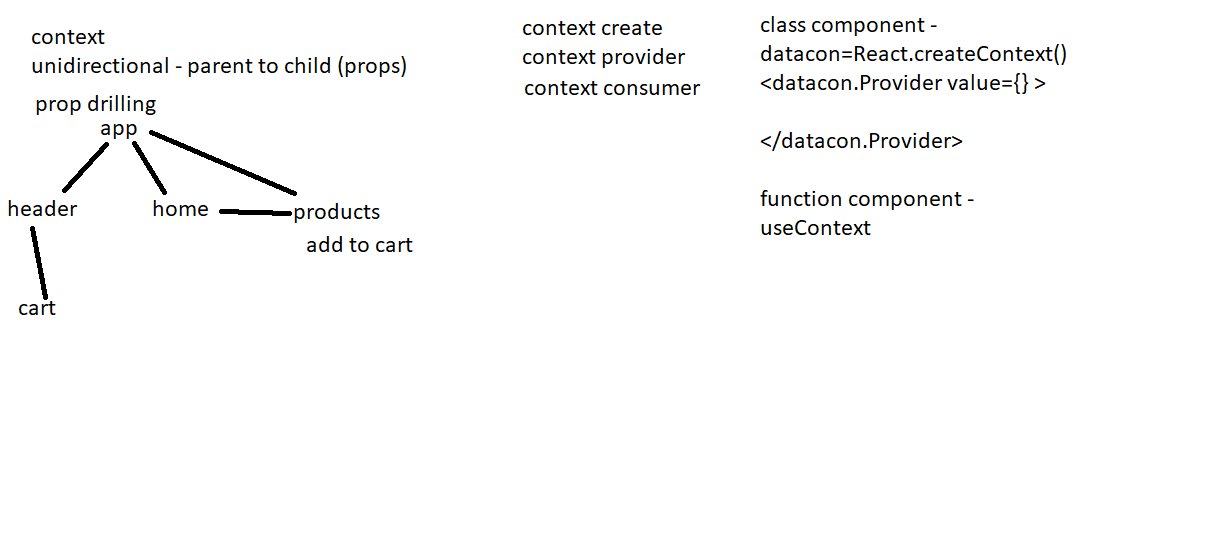 context
unidirectional - parent to child (props)
prop drilling
app
header
home
products
add to cart
cart
context create
context provider
context consumer
class component -
datacon=React.createContext()
<datacon.Provider value={} >
</datacon.Provider>
function component -
useContext